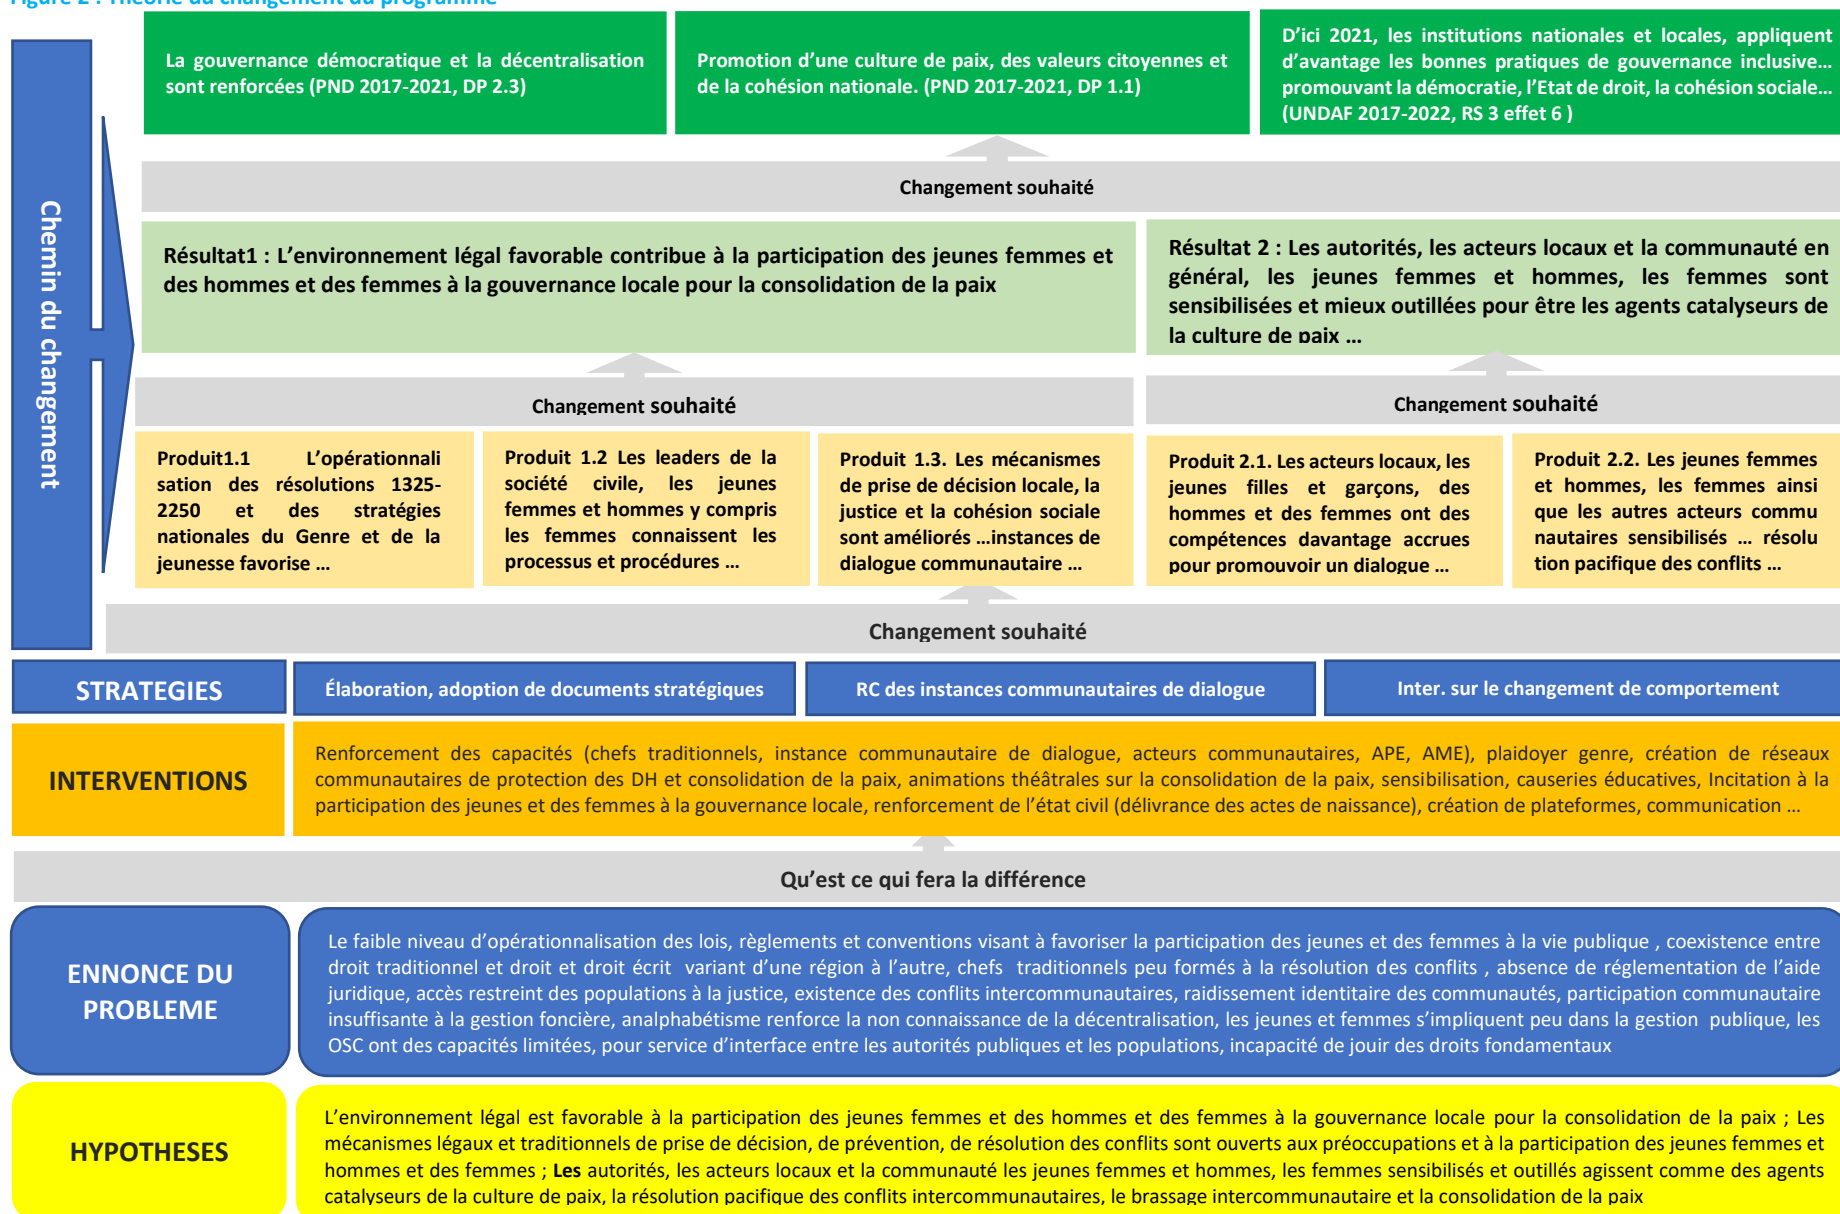 Figure 2 : Théorie du changement du programme
La gouvernance démocratique et la décentralisation
sont renforcées (PND 2017-2021, DP 2.3)
Promotion d'une culture de paix, des valeurs citoyennes et
de la cohésion nationale. (PND 2017-2021, DP 1.1)
D'ici 2021, les institutions nationales et locales, appliquent
d'avantage les bonnes pratiques de gouvernance inclusive…
promouvant la démocratie, l'Etat de droit, la cohésion sociale…
(UNDAF 2017-2022, RS 3 effet 6 )
Chemin du changement
Changement souhaité
Résultat1 : L'environnement légal favorable contribue à la participation des jeunes femmes et
des hommes et des femmes à la gouvernance locale pour la consolidation de la paix
Résultat 2 : Les autorités, les acteurs locaux et la communauté en
général, les jeunes femmes et hommes, les femmes sont
sensibilisées et mieux outillées pour être les agents catalyseurs de
la culture de paix …
Changement souhaité
Changement souhaité
Produit1.1 L'opérationnali
sation des résolutions 1325-
2250 et des stratégies
nationales du Genre et de la
jeunesse favorise …
Produit 1.2 Les leaders de la
société civile, les jeunes
femmes et hommes y compris
les femmes connaissent les
processus et procédures …
Produit 1.3. Les mécanismes
de prise de décision locale, la
justice et la cohésion sociale
sont améliorés …instances de
dialogue communautaire …
Produit 2.1. Les acteurs locaux, les
jeunes filles et garçons, des
hommes et des femmes ont des
compétences davantage accrues
pour promouvoir un dialogue …
Produit 2.2. Les jeunes femmes
et hommes, les femmes ainsi
que les autres acteurs commu
nautaires sensibilisés … résolu
tion pacifique des conflits …
Changement souhaité
STRATEGIES
Élaboration, adoption de documents stratégiques
RC des instances communautaires de dialogue
Inter. sur le changement de comportement
INTERVENTIONS
Renforcement des capacités (chefs traditionnels, instance communautaire de dialogue, acteurs communautaires, APE, AME), plaidoyer genre, création de réseaux
communautaires de protection des DH et consolidation de la paix, animations théâtrales sur la consolidation de la paix, sensibilisation, causeries éducatives, Incitation à la
participation des jeunes et des femmes à la gouvernance locale, renforcement de l'état civil (délivrance des actes de naissance), création de plateformes, communication …
Qu'est ce qui fera la différence
ENNONCE DU
PROBLEME
Le faible niveau d'opérationnalisation des lois, règlements et conventions visant à favoriser la participation des jeunes et des femmes à la vie publique , coexistence entre
droit traditionnel et droit et droit écrit variant d'une région à l'autre, chefs traditionnels peu formés à la résolution des conflits , absence de réglementation de l'aide
juridique, accès restreint des populations à la justice, existence des conflits intercommunautaires, raidissement identitaire des communautés, participation communautaire
insuffisante à la gestion foncière, analphabétisme renforce la non connaissance de la décentralisation, les jeunes et femmes s'impliquent peu dans la gestion publique, les
OSC ont des capacités limitées, pour service d'interface entre les autorités publiques et les populations, incapacité de jouir des droits fondamentaux
HYPOTHESES
L'environnement légal est favorable à la participation des jeunes femmes et des hommes et des femmes à la gouvernance locale pour la consolidation de la paix ; Les
mécanismes légaux et traditionnels de prise de décision, de prévention, de résolution des conflits sont ouverts aux préoccupations et à la participation des jeunes femmes et
hommes et des femmes ; Les autorités, les acteurs locaux et la communauté les jeunes femmes et hommes, les femmes sensibilisés et outillés agissent comme des agents
catalyseurs de la culture de paix, la résolution pacifique des conflits intercommunautaires, le brassage intercommunautaire et la consolidation de la paix